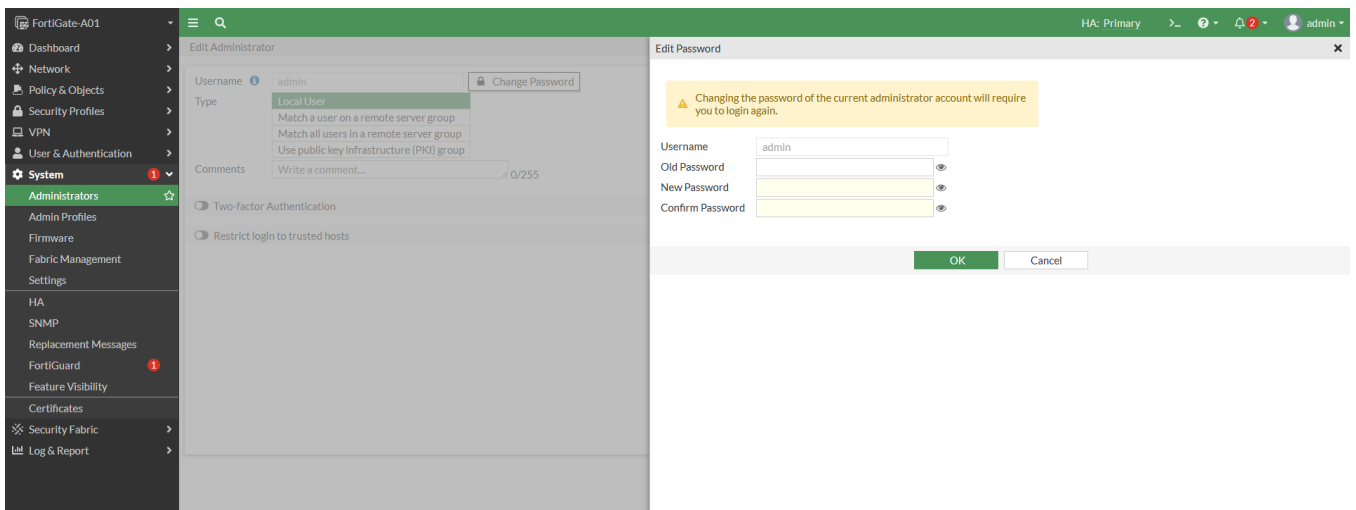 FortiGate-A01
HA: Primary
>_
2
admin
Dashboard
Network
Policy & Objects
Security Profiles
VPN
User & Authentication
System
1
Administrators
Admin Profiles
Firmware
Fabric Management
Settings
HA
SNMP
Replacement Messages
FortiGuard
1
Feature Visibility
Certificates
Security Fabric
Log & Report
Edit Administrator
Username
admin
Change Password
Type
Local User
Match a user on a remote server group
Match all users in a remote server group
Use public key infrastructure (PKI) group
Comments
Write a comment...
0/255
Two-factor Authentication
Restrict login to trusted hosts
Edit Password
Changing the password of the current administrator account will require
you to login again.
Username
admin
Old Password
New Password
Confirm Password
OK
Cancel